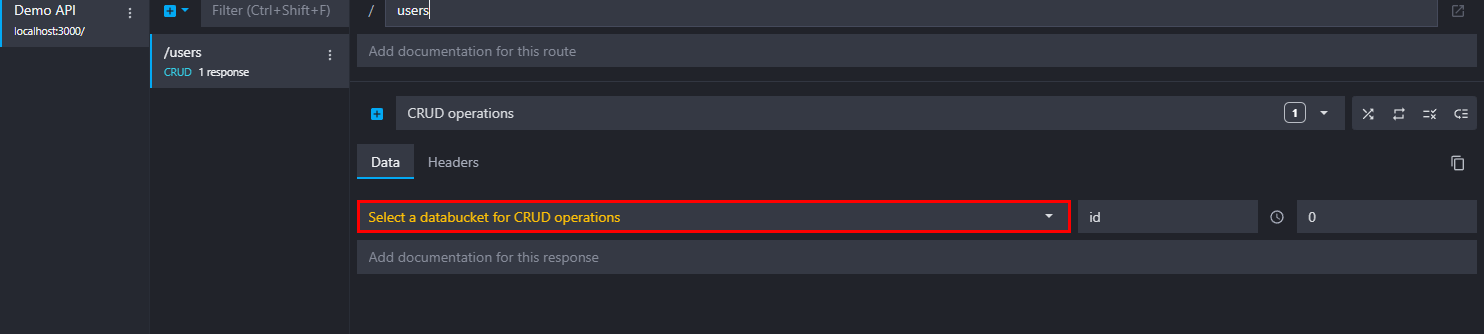 Demo API
localhost:3000/
Filter (Ctrl+Shift+F)
/users
CRUD 1 response
/ users
Add documentation for this route
CRUD operations 1
Data Headers
Select a databucket for CRUD operations id 0
Add documentation for this response